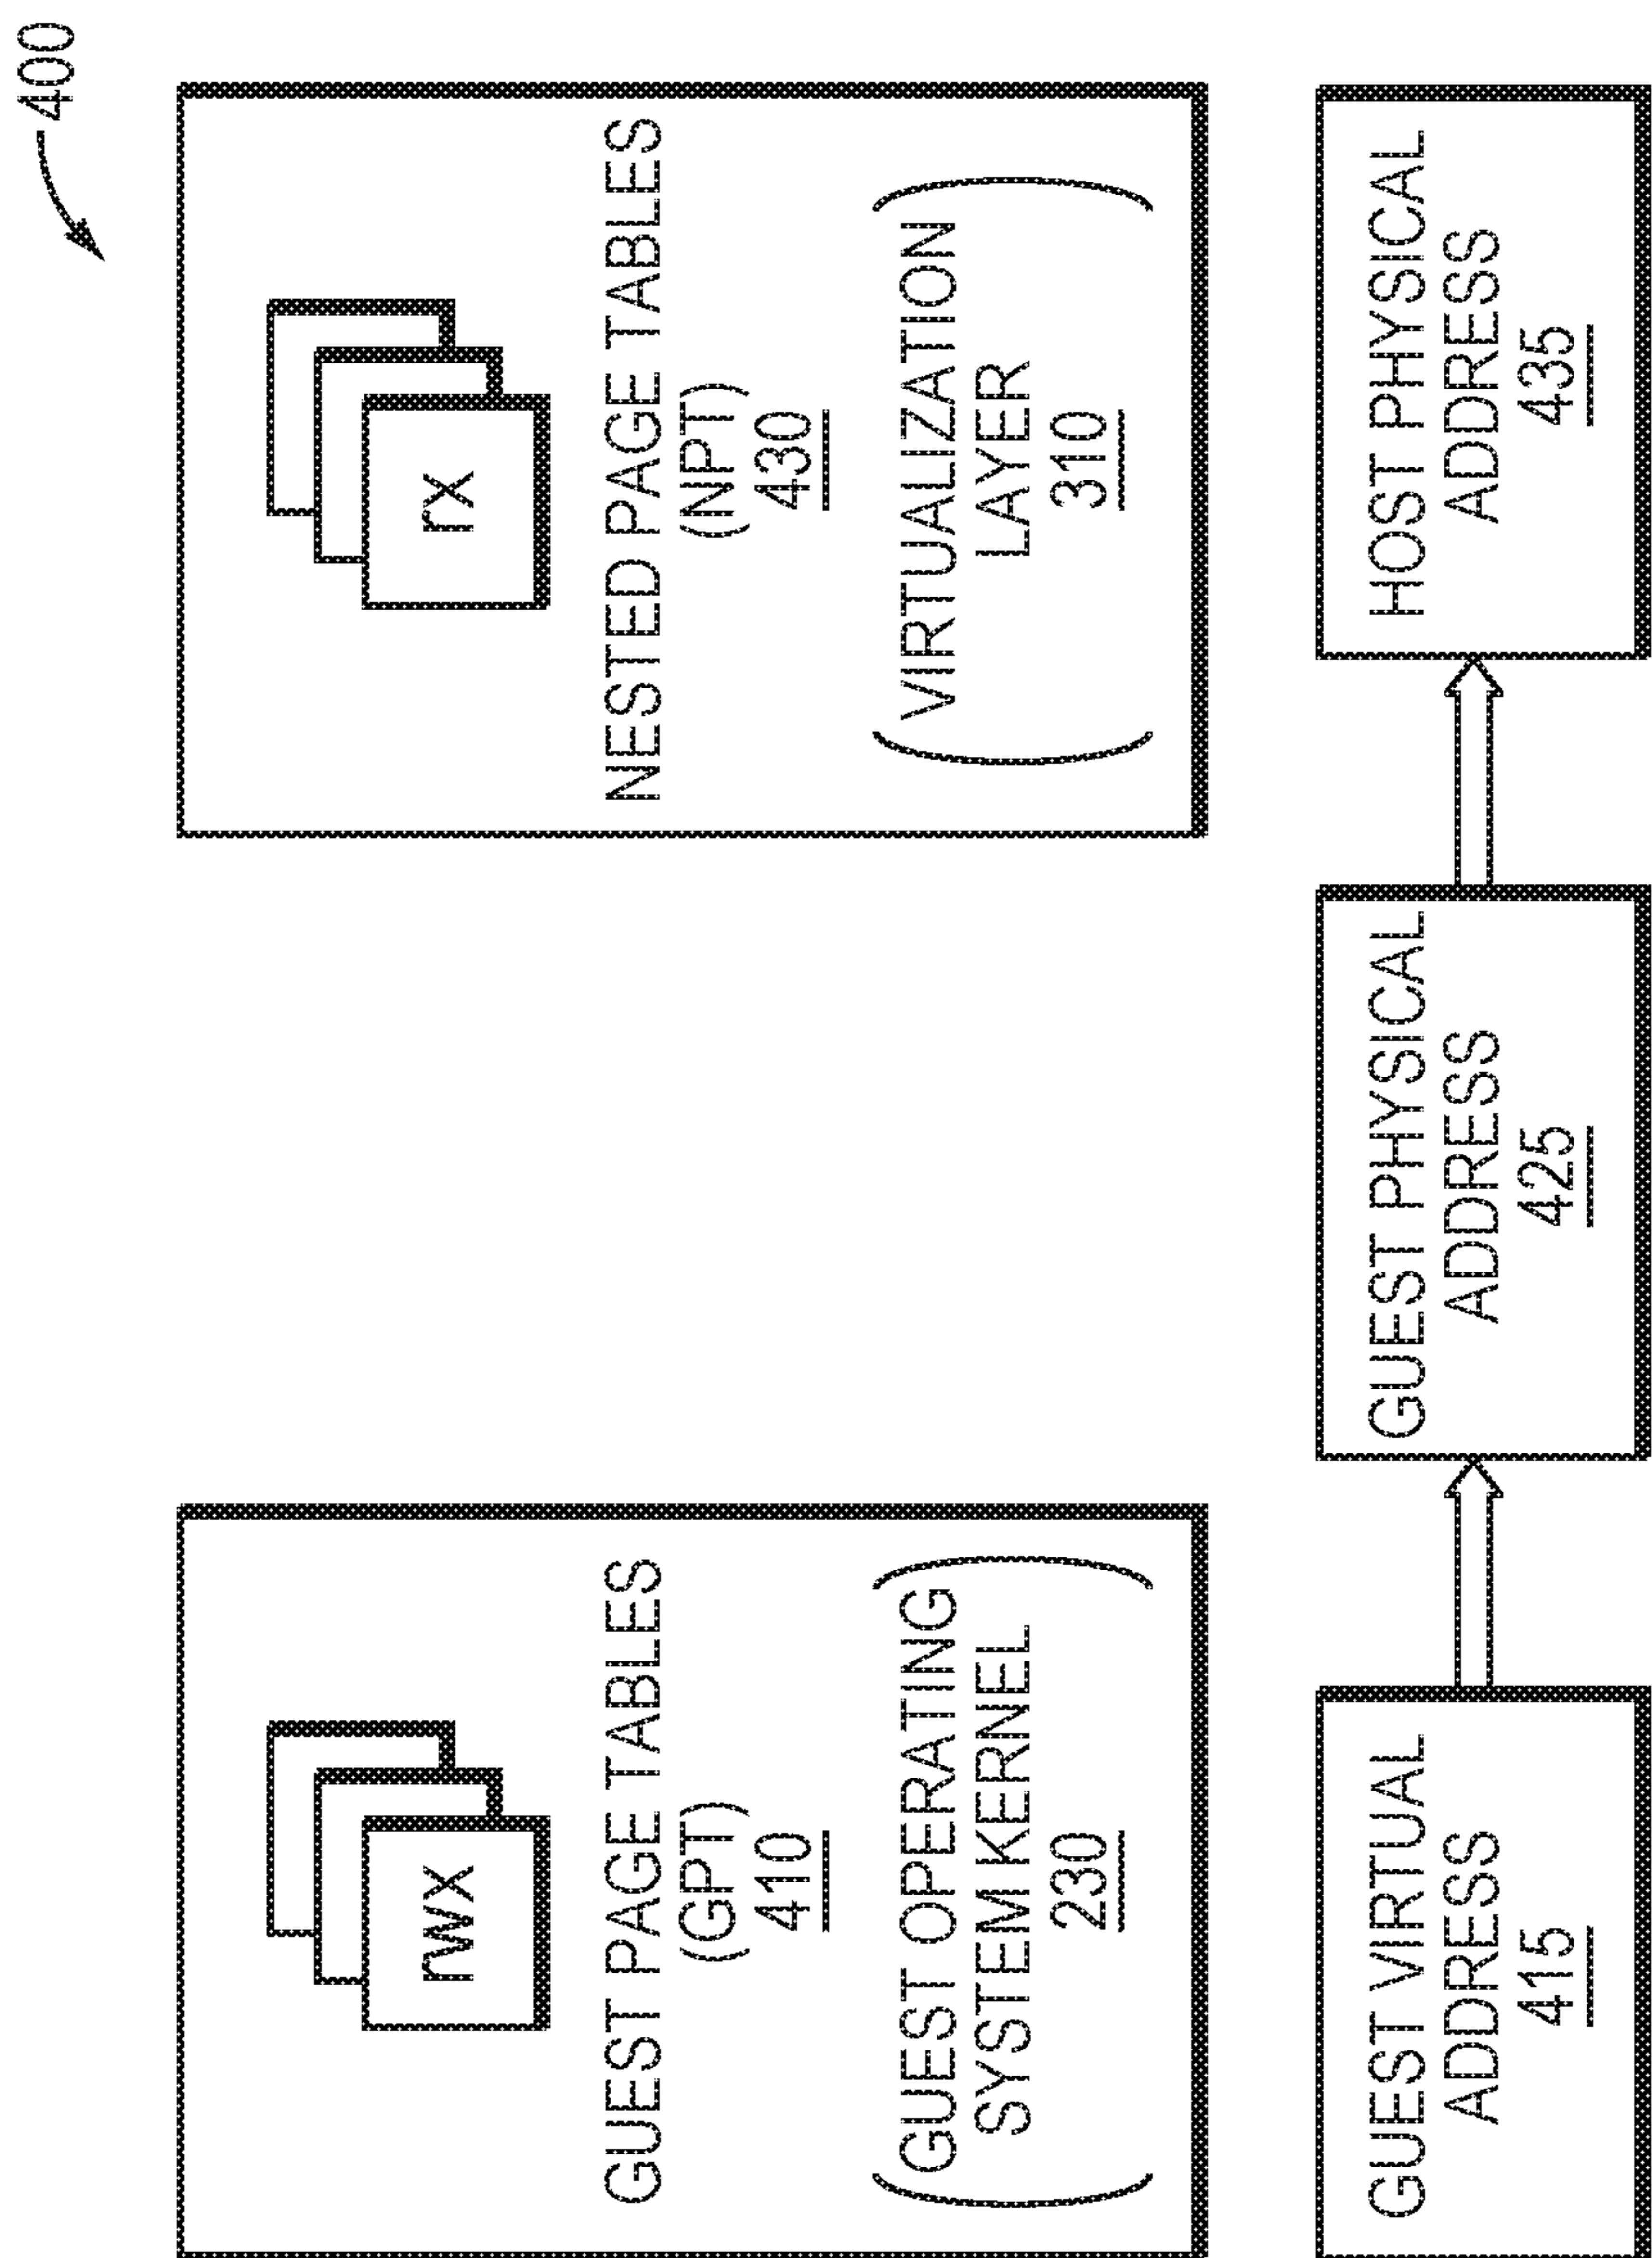 400
rwx
GUEST PAGE TABLES
(GPT)
410
(GUEST OPERATING
SYSTEM KERNEL)
230
rx
NESTED PAGE TABLES
(NPT)
430
(VIRTUALIZATION
LAYER)
310
GUEST VIRTUAL
ADDRESS
415
GUEST PHYSICAL
ADDRESS
425
HOST PHYSICAL
ADDRESS
435